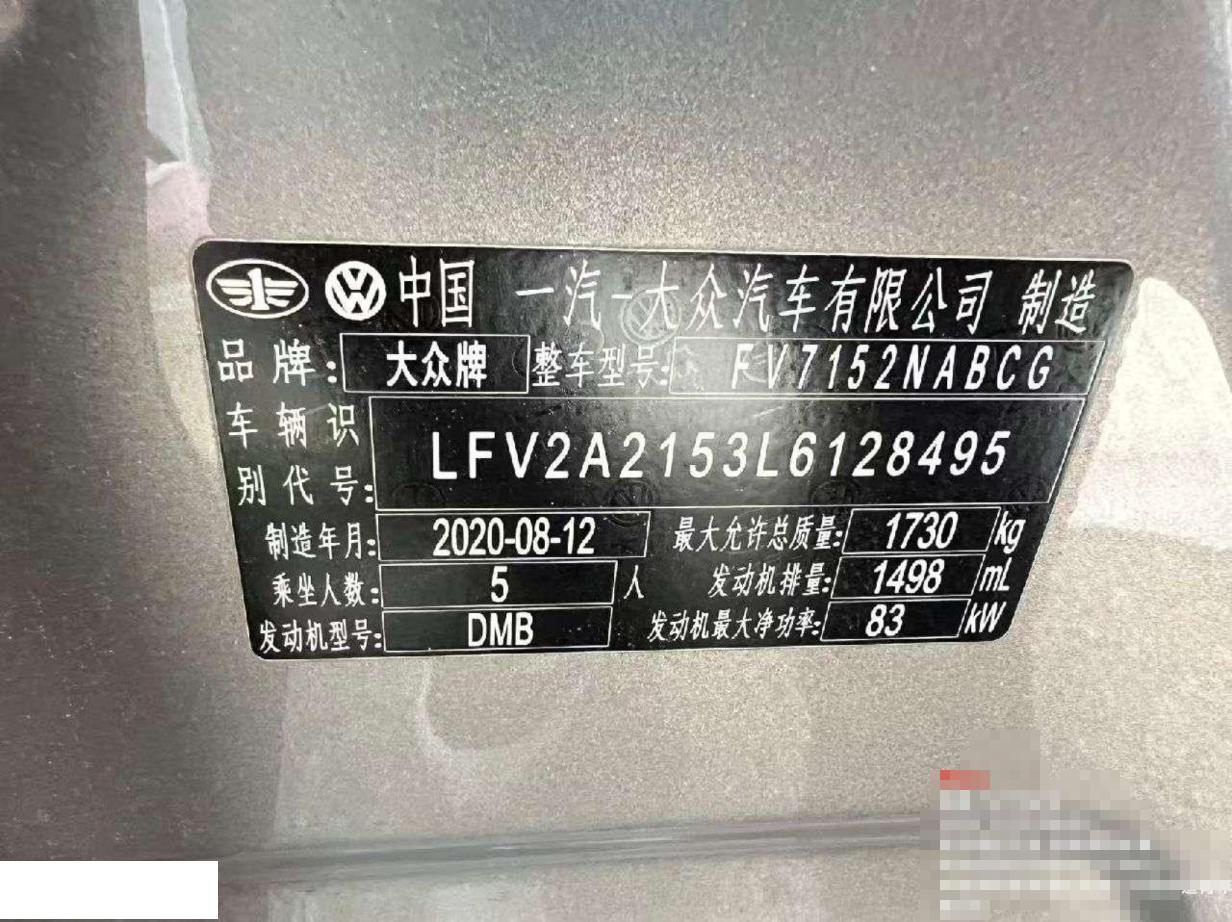 中国 一汽-大众汽车有限公司 制造
品牌: 大众牌 整车型号: FV7152NABCG
车辆识
别代号: LFV2A2153L6128495
制造年月: 2020-08-12 最大允许总质量: 1730 kg
乘坐人数: 5 人 发动机排量: 1498 mL
发动机型号: DMB 发动机最大净功率: 83 kW